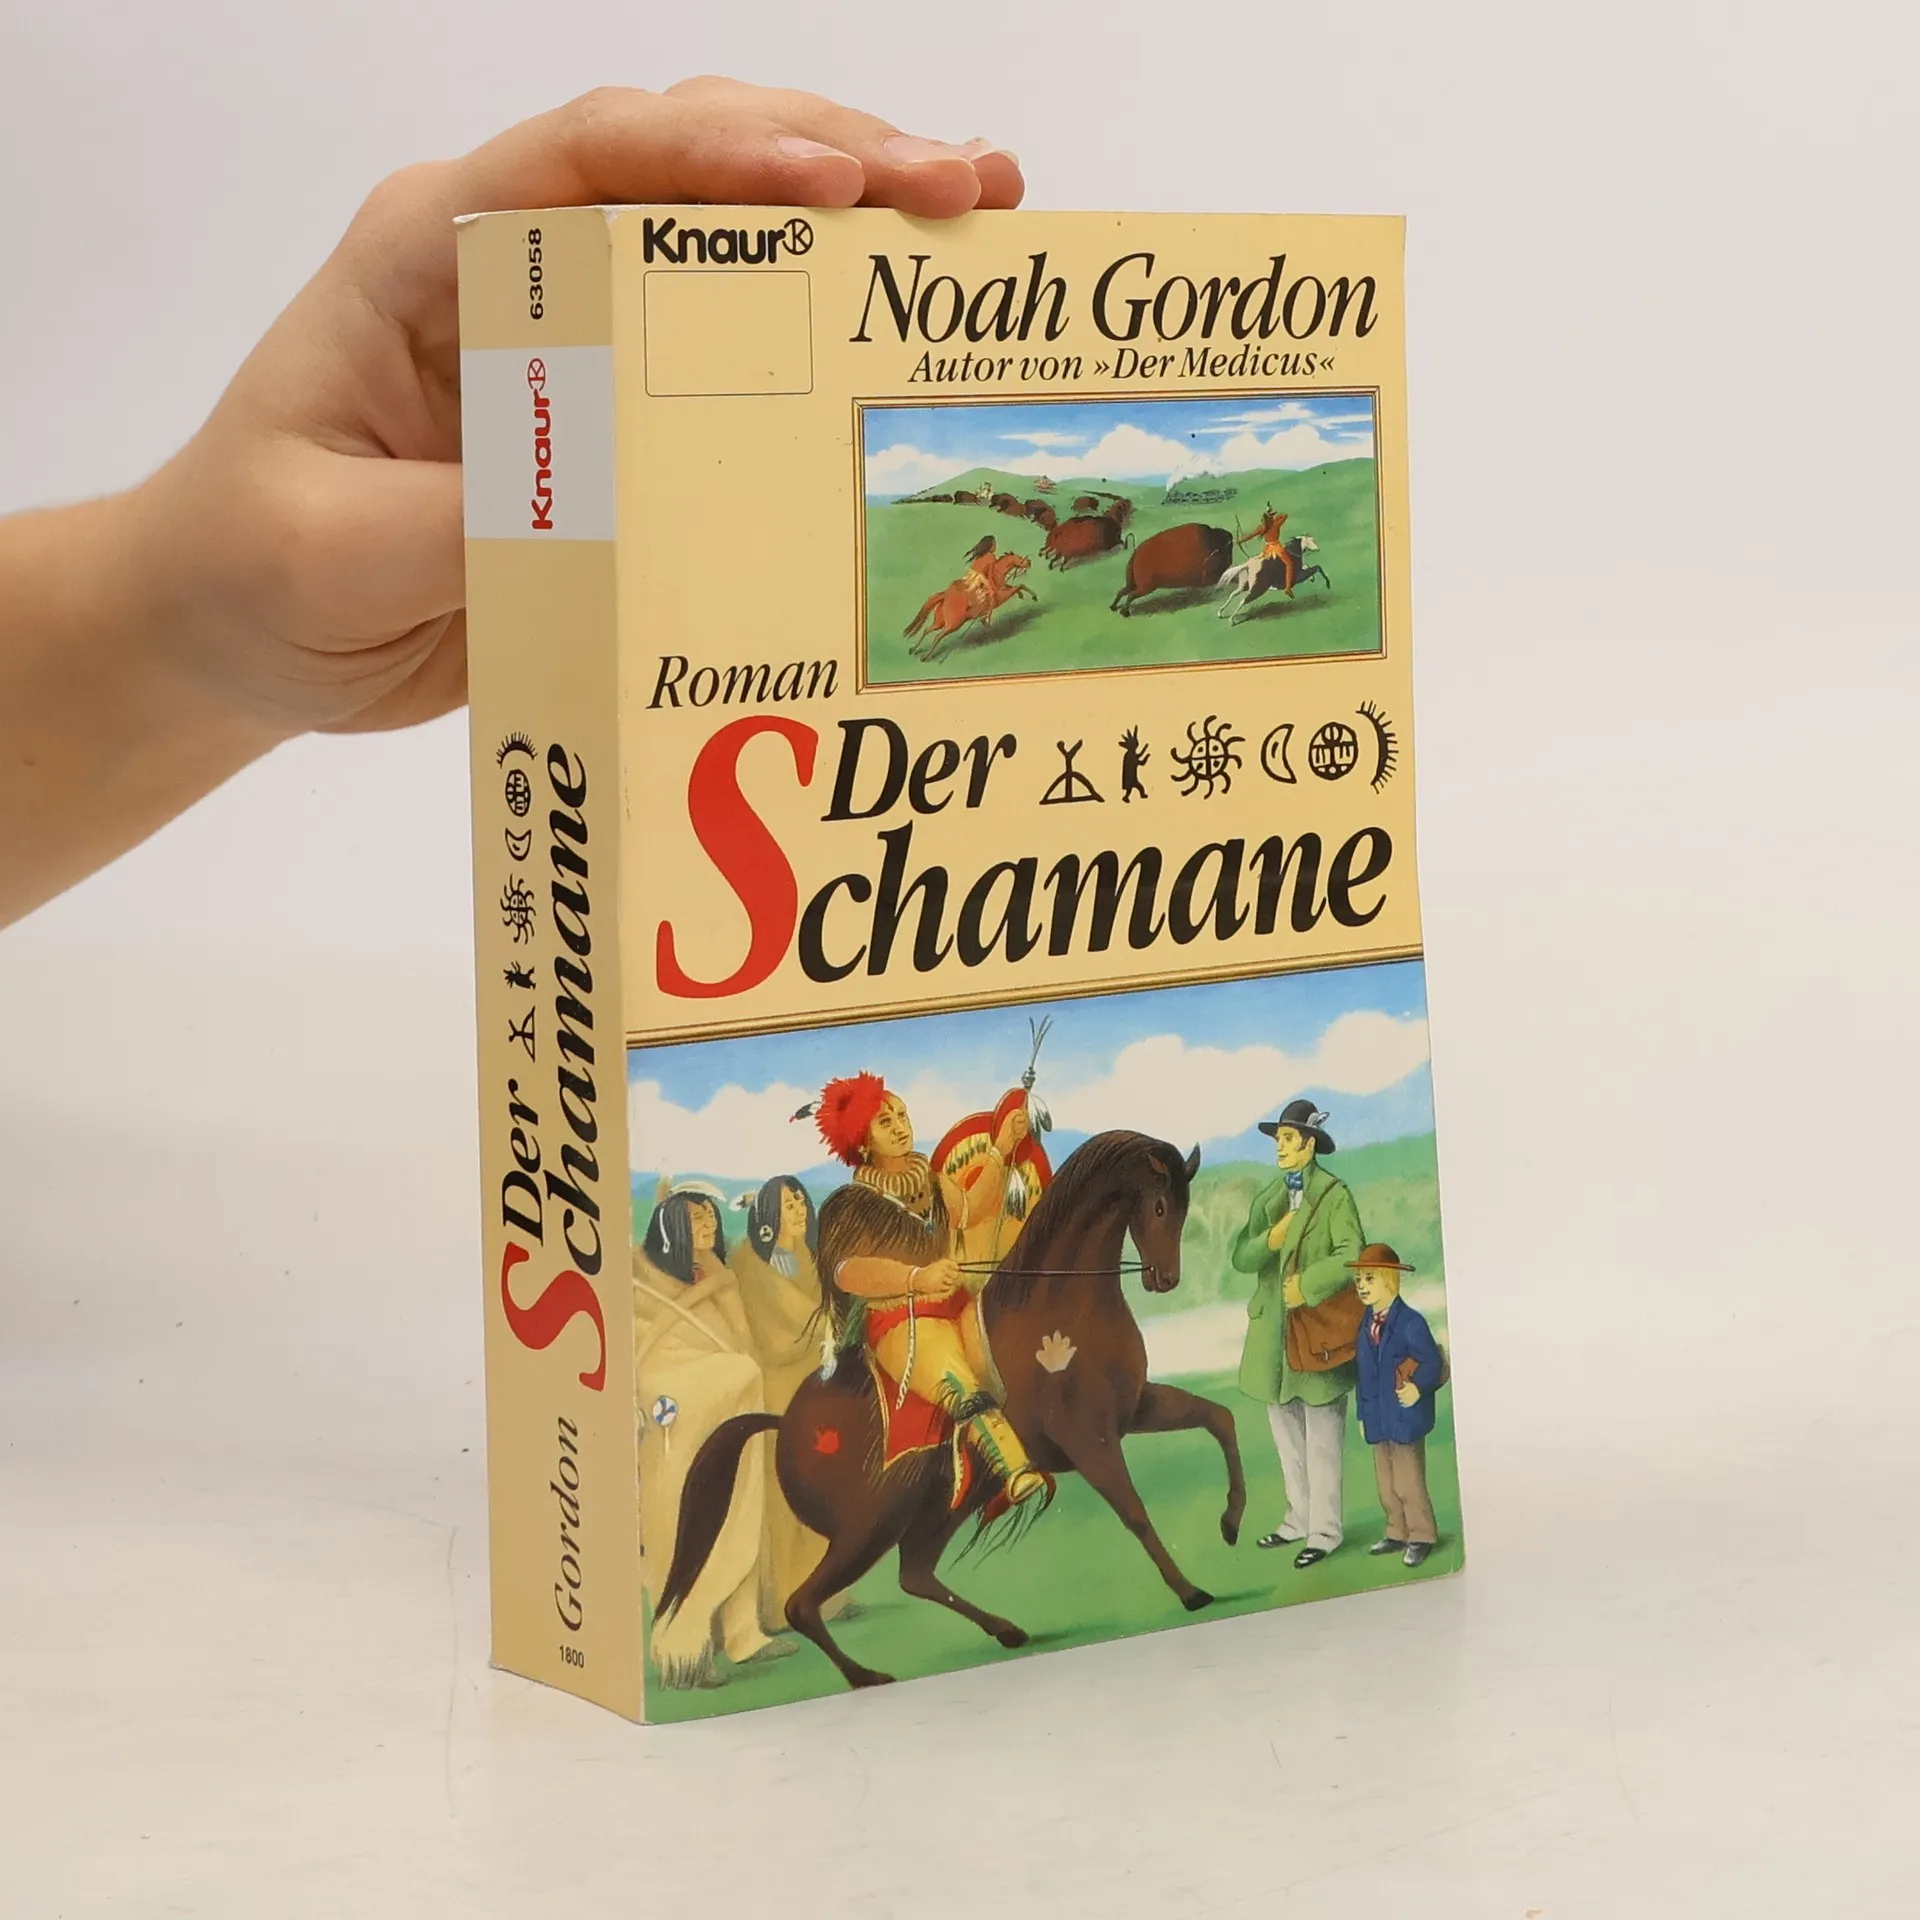 63058
Knaur
Der
Schamane
Gordon
1800
Knaur
Noah Gordon
Autor von »Der Medicus«
Roman
Der
Schamane